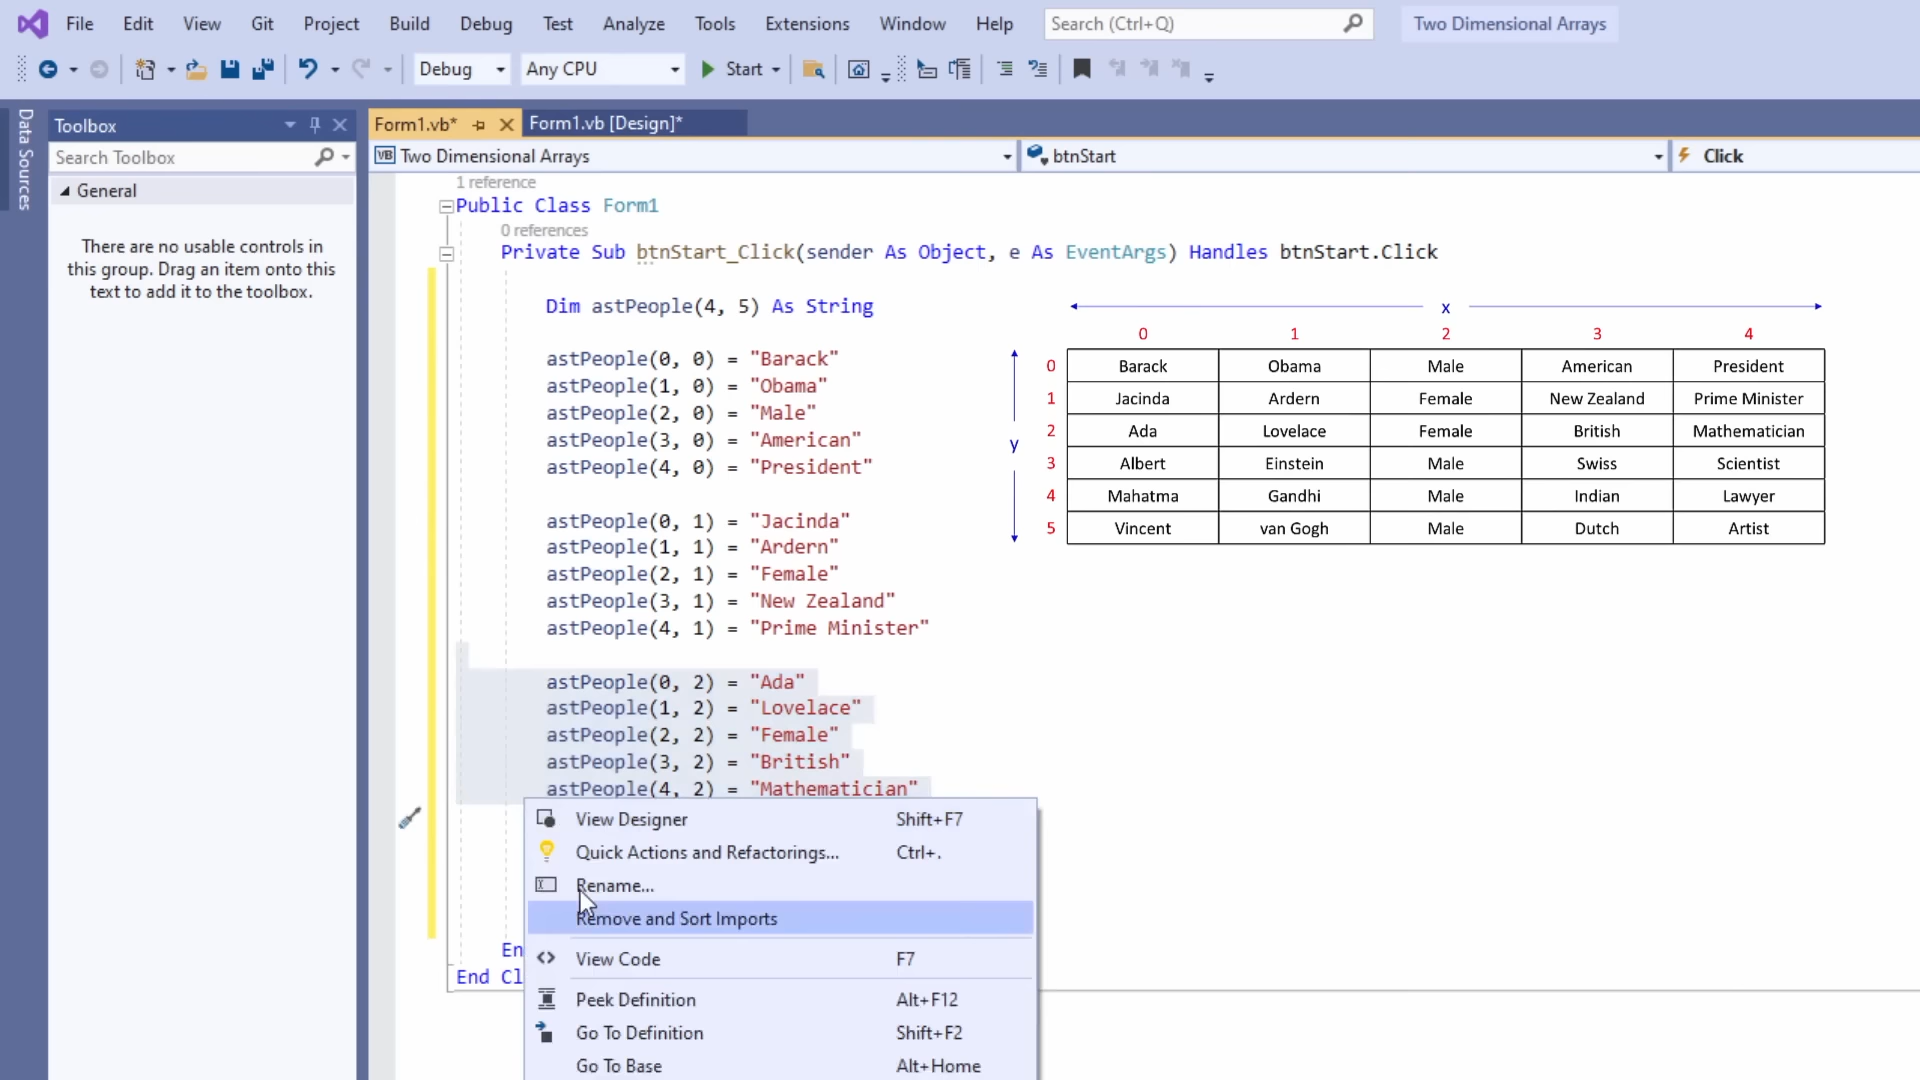 File Edit View Git Project Build Debug Test Analyze Tools Extensions Window Help Search (Ctrl+Q) Two Dimensional Arrays
Debug Any CPU Start
Data Sources
Toolbox
Search Toolbox
General
There are no usable controls in
this group. Drag an item onto this
text to add it to the toolbox.
Form1.vb* Form1.vb [Design]*
VB Two Dimensional Arrays btnStart Click
1 reference
Public Class Form1
0 references
Private Sub btnStart_Click(sender As Object, e As EventArgs) Handles btnStart.Click
Dim astPeople(4, 5) As String
astPeople(0, 0) = "Barack"
astPeople(1, 0) = "Obama"
astPeople(2, 0) = "Male"
astPeople(3, 0) = "American"
astPeople(4, 0) = "President"
astPeople(0, 1) = "Jacinda"
astPeople(1, 1) = "Ardern"
astPeople(2, 1) = "Female"
astPeople(3, 1) = "New Zealand"
astPeople(4, 1) = "Prime Minister"
astPeople(0, 2) = "Ada"
astPeople(1, 2) = "Lovelace"
astPeople(2, 2) = "Female"
astPeople(3, 2) = "British"
astPeople(4, 2) = "Mathematician"
En
End Cl
x
0 1 2 3 4
y
0 Barack Obama Male American President
1 Jacinda Ardern Female New Zealand Prime Minister
2 Ada Lovelace Female British Mathematician
3 Albert Einstein Male Swiss Scientist
4 Mahatma Gandhi Male Indian Lawyer
5 Vincent van Gogh Male Dutch Artist
View Designer Shift+F7
Quick Actions and Refactorings... Ctrl+.
Rename...
Remove and Sort Imports
View Code F7
Peek Definition Alt+F12
Go To Definition Shift+F2
Go To Base Alt+Home